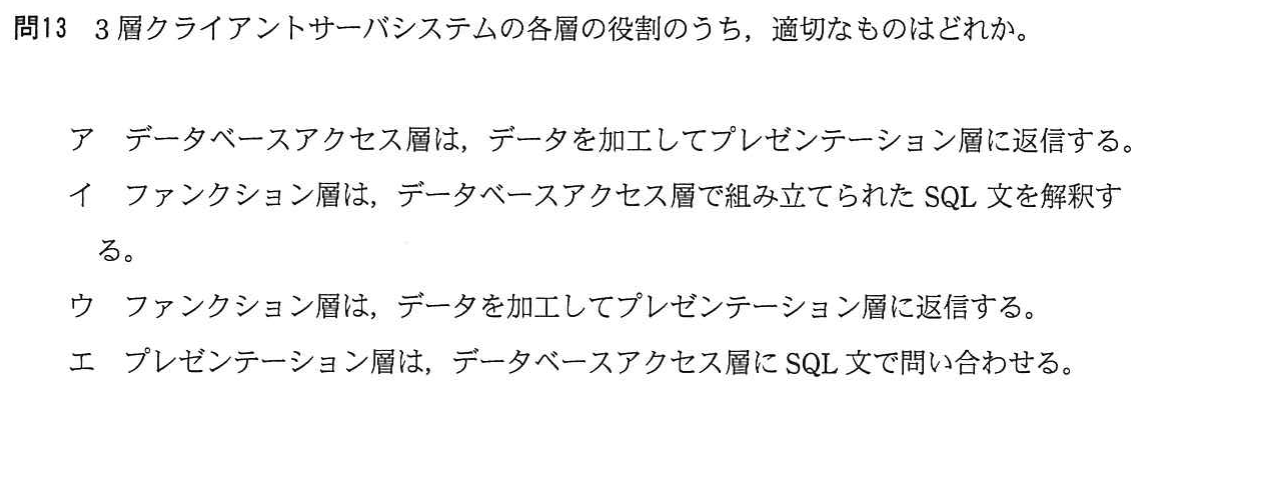 問13 3層クライアントサーバシステムの各層の役割のうち，適切なものはどれか。
ア データベースアクセス層は，データを加工してプレゼンテーション層に返信する。
イ ファンクション層は，データベースアクセス層で組み立てられた SQL 文を解釈す
る。
ウ ファンクション層は，データを加工してプレゼンテーション層に返信する。
エ プレゼンテーション層は，データベースアクセス層に SQL 文で問い合わせる。